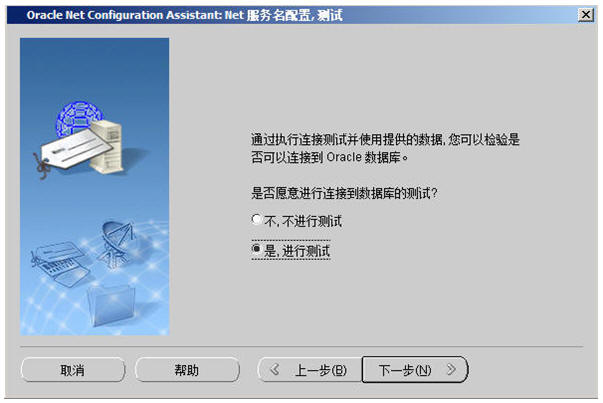 Oracle Net Configuration Assistant: Net 服务名配置, 测试
通过执行连接测试并使用提供的数据, 您可以检验是
否可以连接到 Oracle 数据库。
是否愿意进行连接到数据库的测试?
不, 不进行测试
是, 进行测试
取消
帮助
上一步(B)
下一步(N)